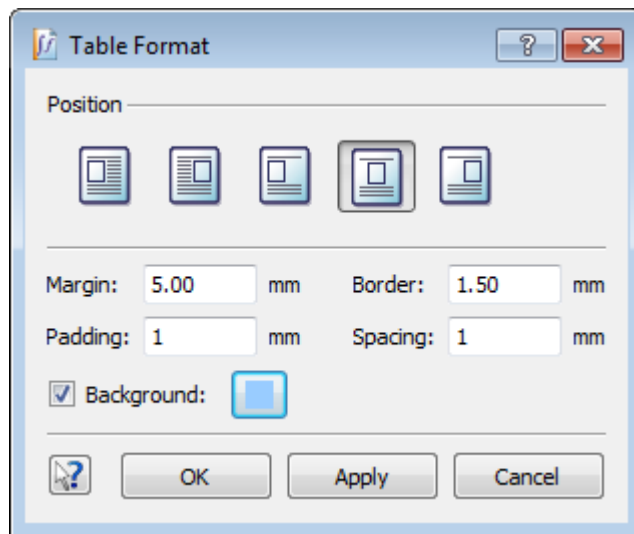 Table Format
Position
Margin: 5.00 mm Border: 1.50 mm
Padding: 1 mm Spacing: 1 mm
Background:
OK Apply Cancel